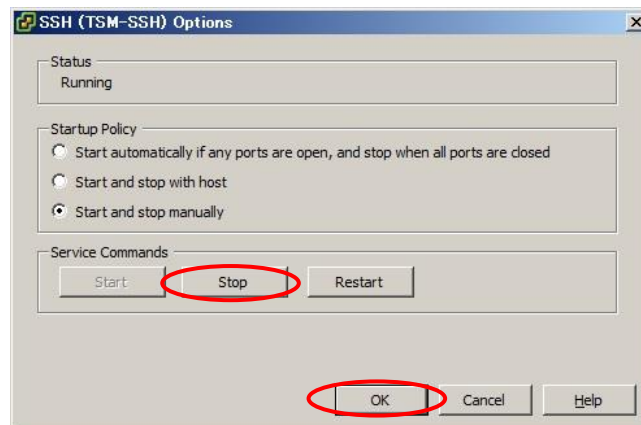 SSH (TSM-SSH) Options
Status
Running
Startup Policy
Start automatically if any ports are open, and stop when all ports are closed
Start and stop with host
Start and stop manually
Service Commands
Start Stop Restart
OK Cancel Help